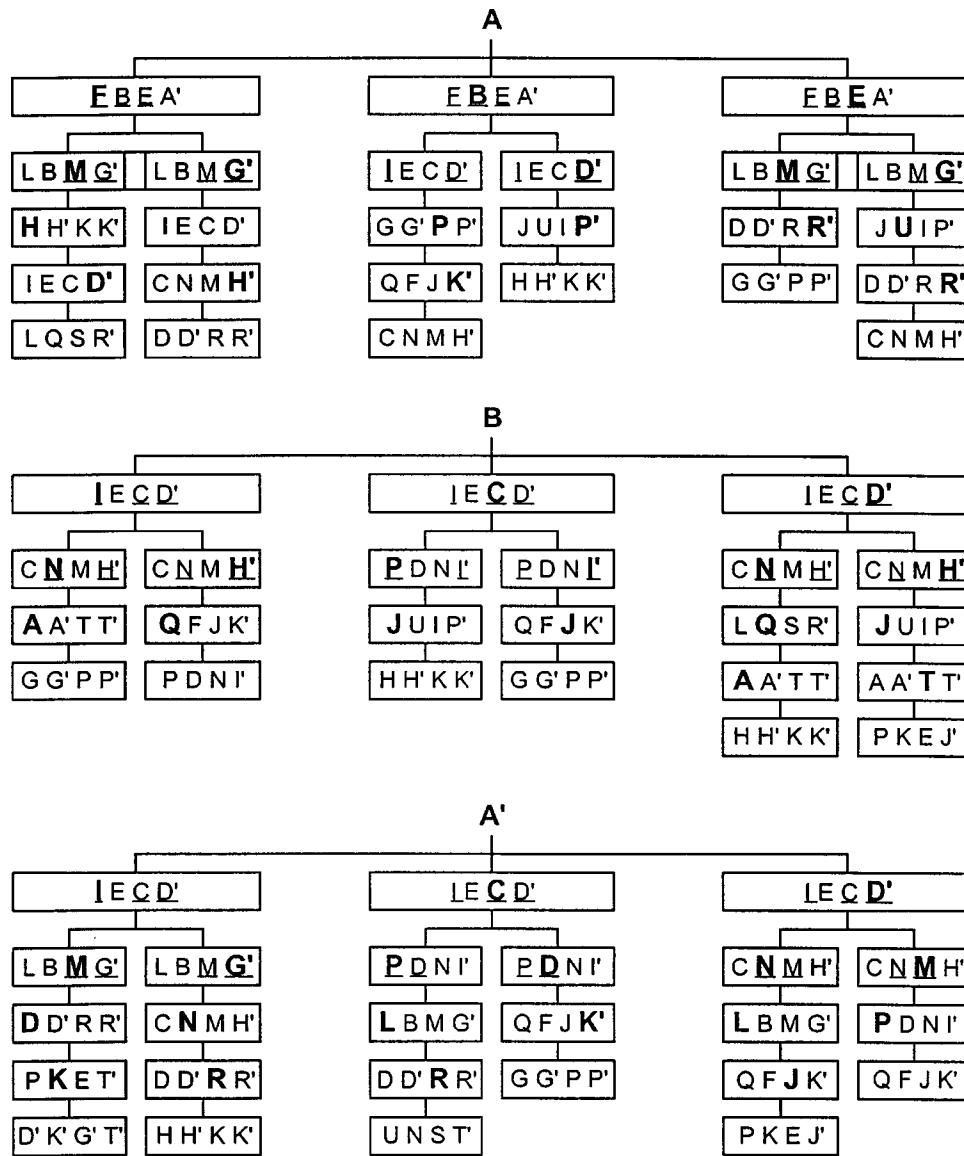 A
F B E A' F B E A' F B E A'
L B M G' L B M G' I E C D' I E C D' L B M G' L B M G'
H H' K K' I E C D' G G' P P' J U I P' D D' R R' J U I P'
I E C D' C N M H' Q F J K' H H' K K' G G' P P' D D' R R'
L Q S R' D D' R R' C N M H' C N M H'
B
I E C D' I E C D' I E C D'
C N M H' C N M H' P D N I' P D N I' C N M H' C N M H'
A A' T T' Q F J K' J U I P' Q F J K' L Q S R' J U I P'
G G' P P' P D N I' H H' K K' G G' P P' A A' T T' A A' T T'
H H' K K' P K E J'
A'
I E C D' I E C D' I E C D'
L B M G' L B M G' P D N I' P D N I' C N M H' C N M H'
D D' R R' C N M H' L B M G' Q F J K' L B M G' P D N I'
P K E T' D D' R R' D D' R R' G G' P P' Q F J K' Q F J K'
D' K' G' T' H H' K K' U N S T' P K E J'